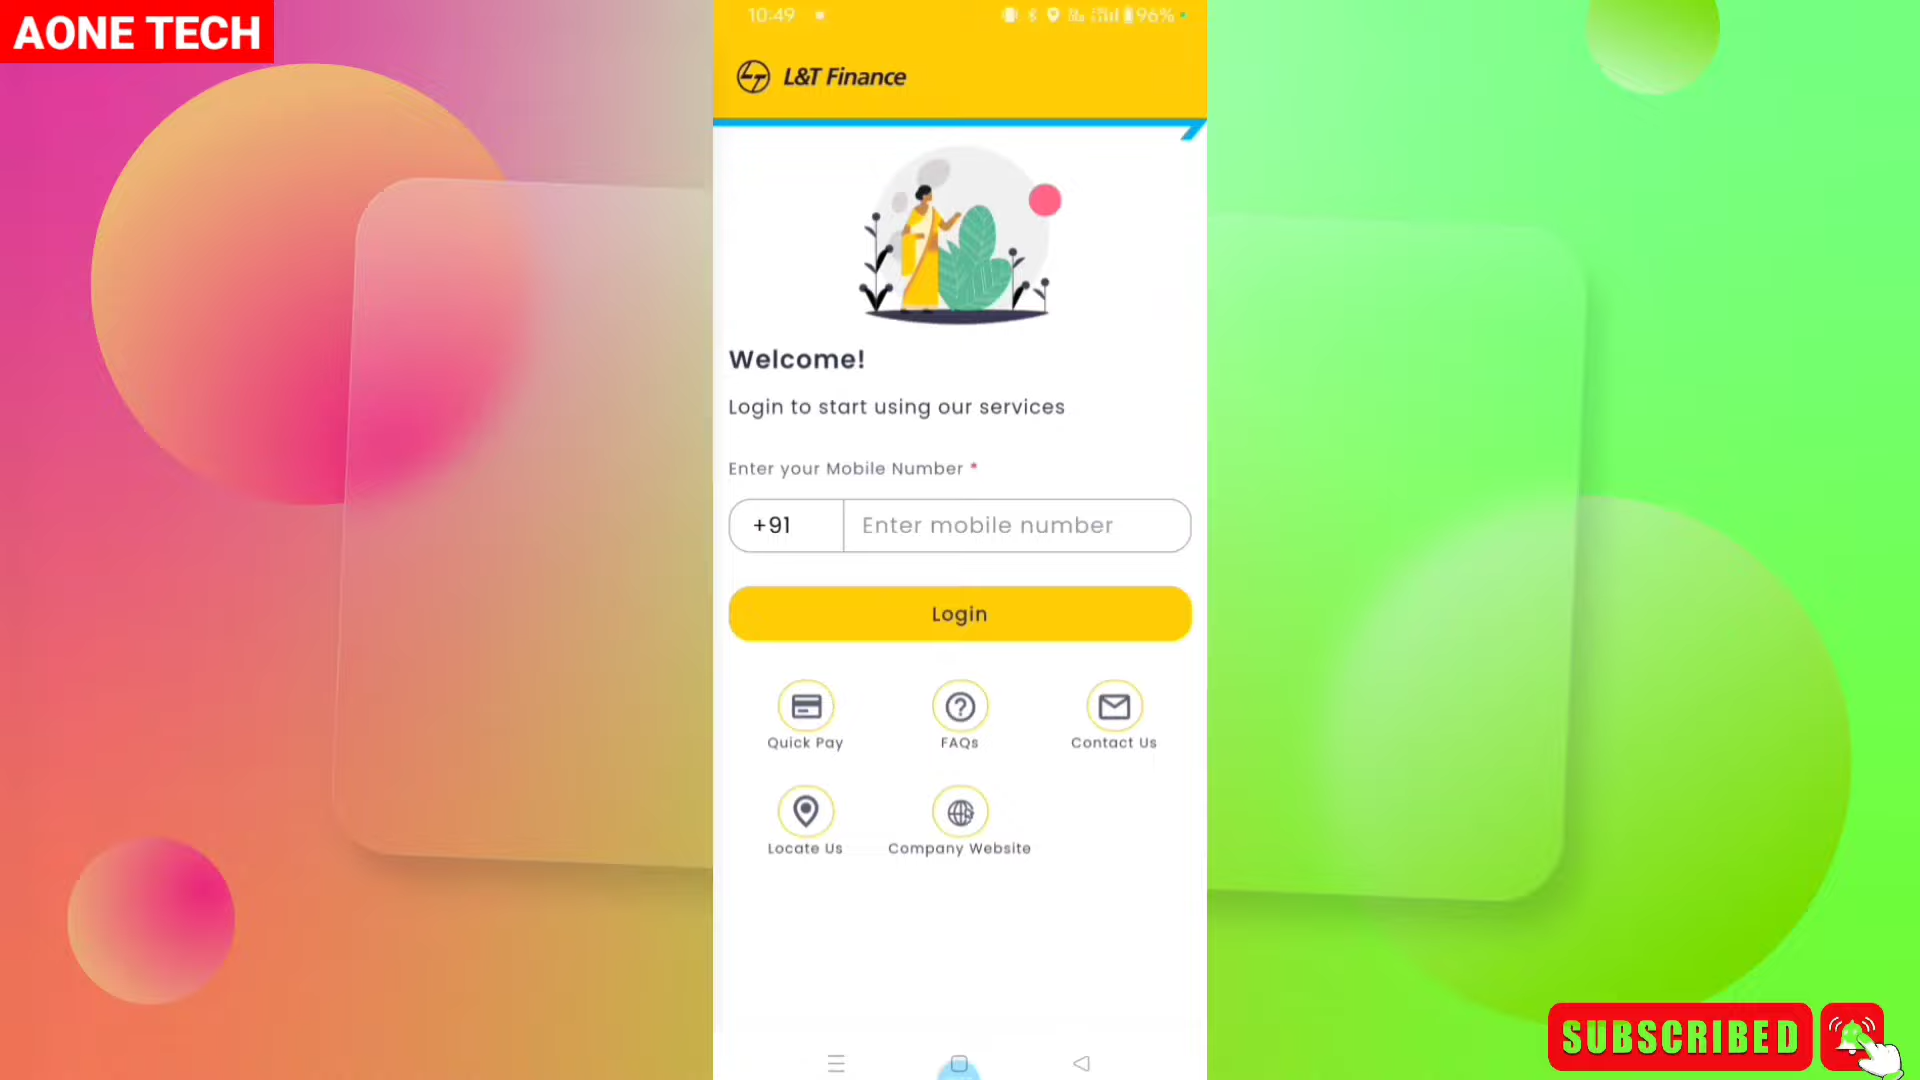 AONE TECH
10:49
96%
L&T Finance
Welcome!
Login to start using our services
Enter your Mobile Number *
+91
Enter mobile number
Login
Quick Pay
FAQs
Contact Us
Locate Us
Company Website
SUBSCRIBED